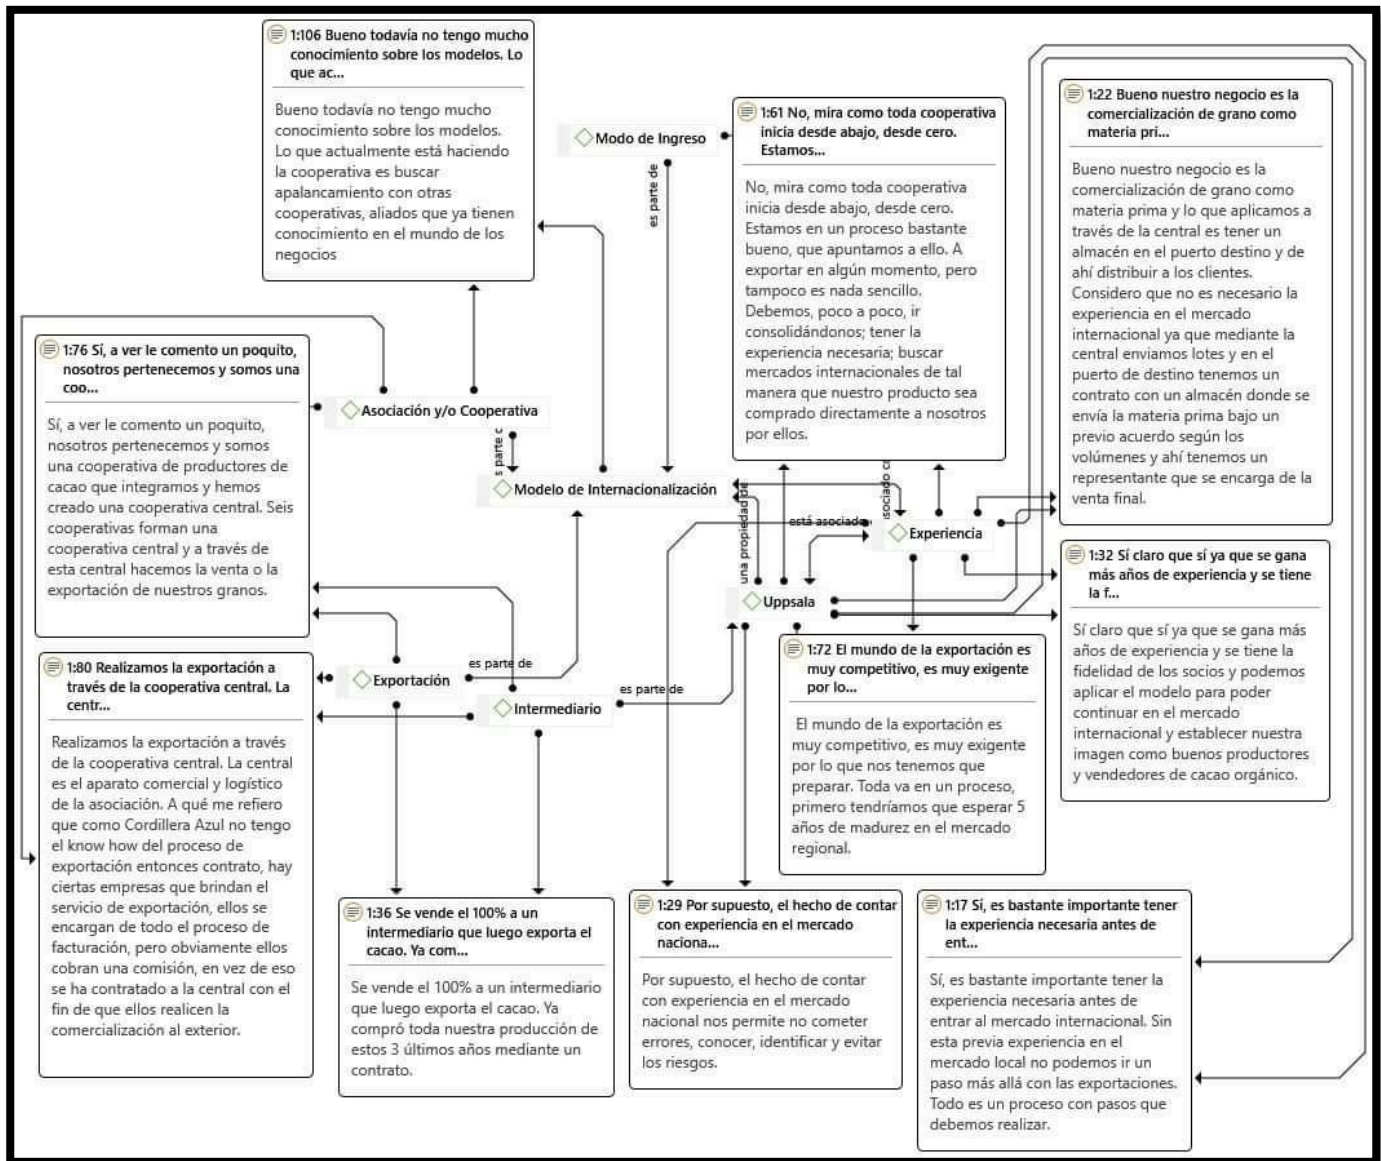 1:106 Bueno todavía no tengo mucho
conocimiento sobre los modelos. Lo
que ac...
Bueno todavía no tengo mucho
conocimiento sobre los modelos.
Lo que actualmente está haciendo
la cooperativa es buscar
apalancamiento con otras
cooperativas, aliados que ya tienen
conocimiento en el mundo de los
negocios
Modo de Ingreso
es parte de
1:61 No, mira como toda cooperativa
inicia desde abajo, desde cero.
Estamos...
No, mira como toda cooperativa
inicia desde abajo, desde cero.
Estamos en un proceso bastante
bueno, que apuntamos a ello. A
exportar en algún momento, pero
tampoco es nada sencillo.
Debemos, poco a poco, ir
consolidándonos; tener la
experiencia necesaria; buscar
mercados internacionales de tal
manera que nuestro producto sea
comprado directamente a nosotros
por ellos.
1:22 Bueno nuestro negocio es la
comercialización de grano como
materia pri...
Bueno nuestro negocio es la
comercialización de grano como
materia prima y lo que aplicamos a
través de la central es tener un
almacén en el puerto destino y de
ahí distribuir a los clientes.
Considero que no es necesario la
experiencia en el mercado
internacional ya que mediante la
central enviamos lotes y en el
puerto de destino tenemos un
contrato con un almacén donde se
envía la materia prima bajo un
previo acuerdo según los
volúmenes y ahí tenemos un
representante que se encarga de la
venta final.
1:76 Sí, a ver le comento un poquito,
nosotros pertenecemos y somos una
coo...
Sí, a ver le comento un poquito,
nosotros pertenecemos y somos
una cooperativa de productores de
cacao que integramos y hemos
creado una cooperativa central. Seis
cooperativas forman una
cooperativa central y a través de
esta central hacemos la venta o la
exportación de nuestros granos.
Asociación y/o Cooperativa
s parte c
Modelo de Internacionalización
una propiedad de
está asociado
asociado c
Experiencia
Uppsala
1:32 Sí claro que sí ya que se gana
más años de experiencia y se tiene
la f...
Sí claro que sí ya que se gana más
años de experiencia y se tiene la
fidelidad de los socios y podemos
aplicar el modelo para poder
continuar en el mercado
internacional y establecer nuestra
imagen como buenos productores
y vendedores de cacao orgánico.
1:72 El mundo de la exportación es
muy competitivo, es muy exigente
por lo...
El mundo de la exportación es
muy competitivo, es muy exigente
por lo que nos tenemos que
preparar. Toda va en un proceso,
primero tendríamos que esperar 5
años de madurez en el mercado
regional.
Exportación
es parte de
Intermediario
es parte de
1:80 Realizamos la exportación a
través de la cooperativa central. La
centr...
Realizamos la exportación a través
de la cooperativa central. La central
es el aparato comercial y logístico
de la asociación. A qué me refiero
que como Cordillera Azul no tengo
el know how del proceso de
exportación entonces contrato, hay
ciertas empresas que brindan el
servicio de exportación, ellos se
encargan de todo el proceso de
facturación, pero obviamente ellos
cobran una comisión, en vez de eso
se ha contratado a la central con el
fin de que ellos realicen la
comercialización al exterior.
1:36 Se vende el 100% a un
intermediario que luego exporta el
cacao. Ya com...
Se vende el 100% a un intermediario
que luego exporta el cacao. Ya
compró toda nuestra producción de
estos 3 últimos años mediante un
contrato.
1:29 Por supuesto, el hecho de contar
con experiencia en el mercado
naciona...
Por supuesto, el hecho de contar
con experiencia en el mercado
nacional nos permite no cometer
errores, conocer, identificar y evitar
los riesgos.
1:17 Sí, es bastante importante tener
la experiencia necesaria antes de
ent...
Sí, es bastante importante tener la
experiencia necesaria antes de
entrar al mercado internacional. Sin
esta previa experiencia en el
mercado local no podemos ir un
paso más allá con las exportaciones.
Todo es un proceso con pasos que
debemos realizar.